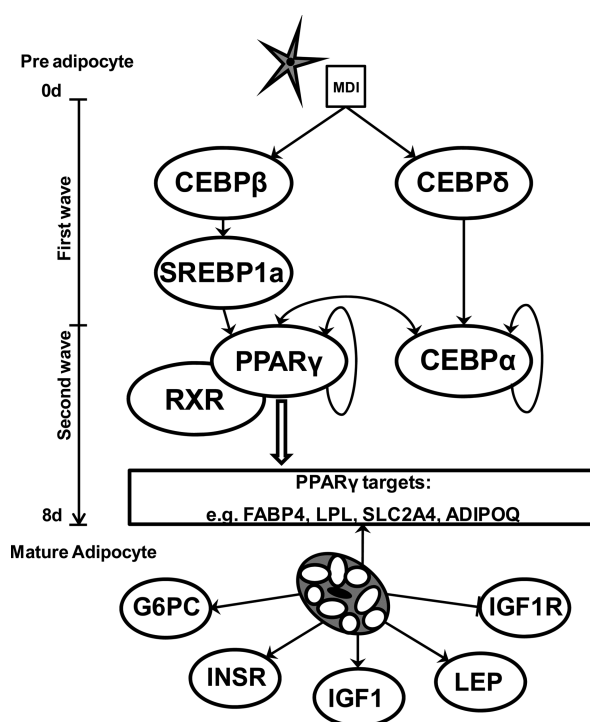 Pre adipocyte
0d
MDI
First wave
CEBPβ
CEBPδ
SREBP1a
Second wave
PPARγ
CEBPα
RXR
PPARγ targets:
8d
e.g. FABP4, LPL, SLC2A4, ADIPOQ
Mature Adipocyte
G6PC
IGF1R
INSR
LEP
IGF1